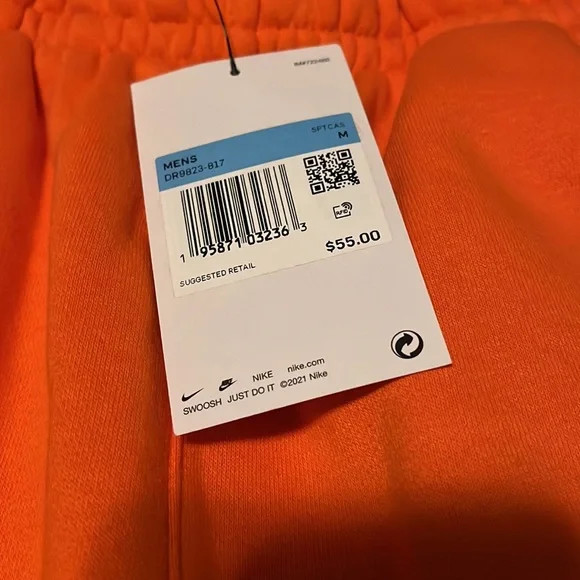 SPTCAS
MENS M
DR9823-817
1 95871 03236 3
RFID
SUGGESTED RETAIL $55.00
NIKE nike.com
SWOOSH JUST DO IT ©2021 Nike